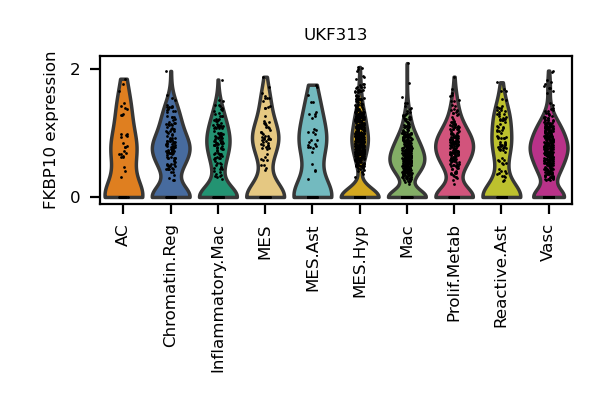 UKF313
FKBP10 expression
2
0
AC
Chromatin.Reg
Inflammatory.Mac
MES
MES.Ast
MES.Hyp
Mac
Prolif.Metab
Reactive.Ast
Vasc